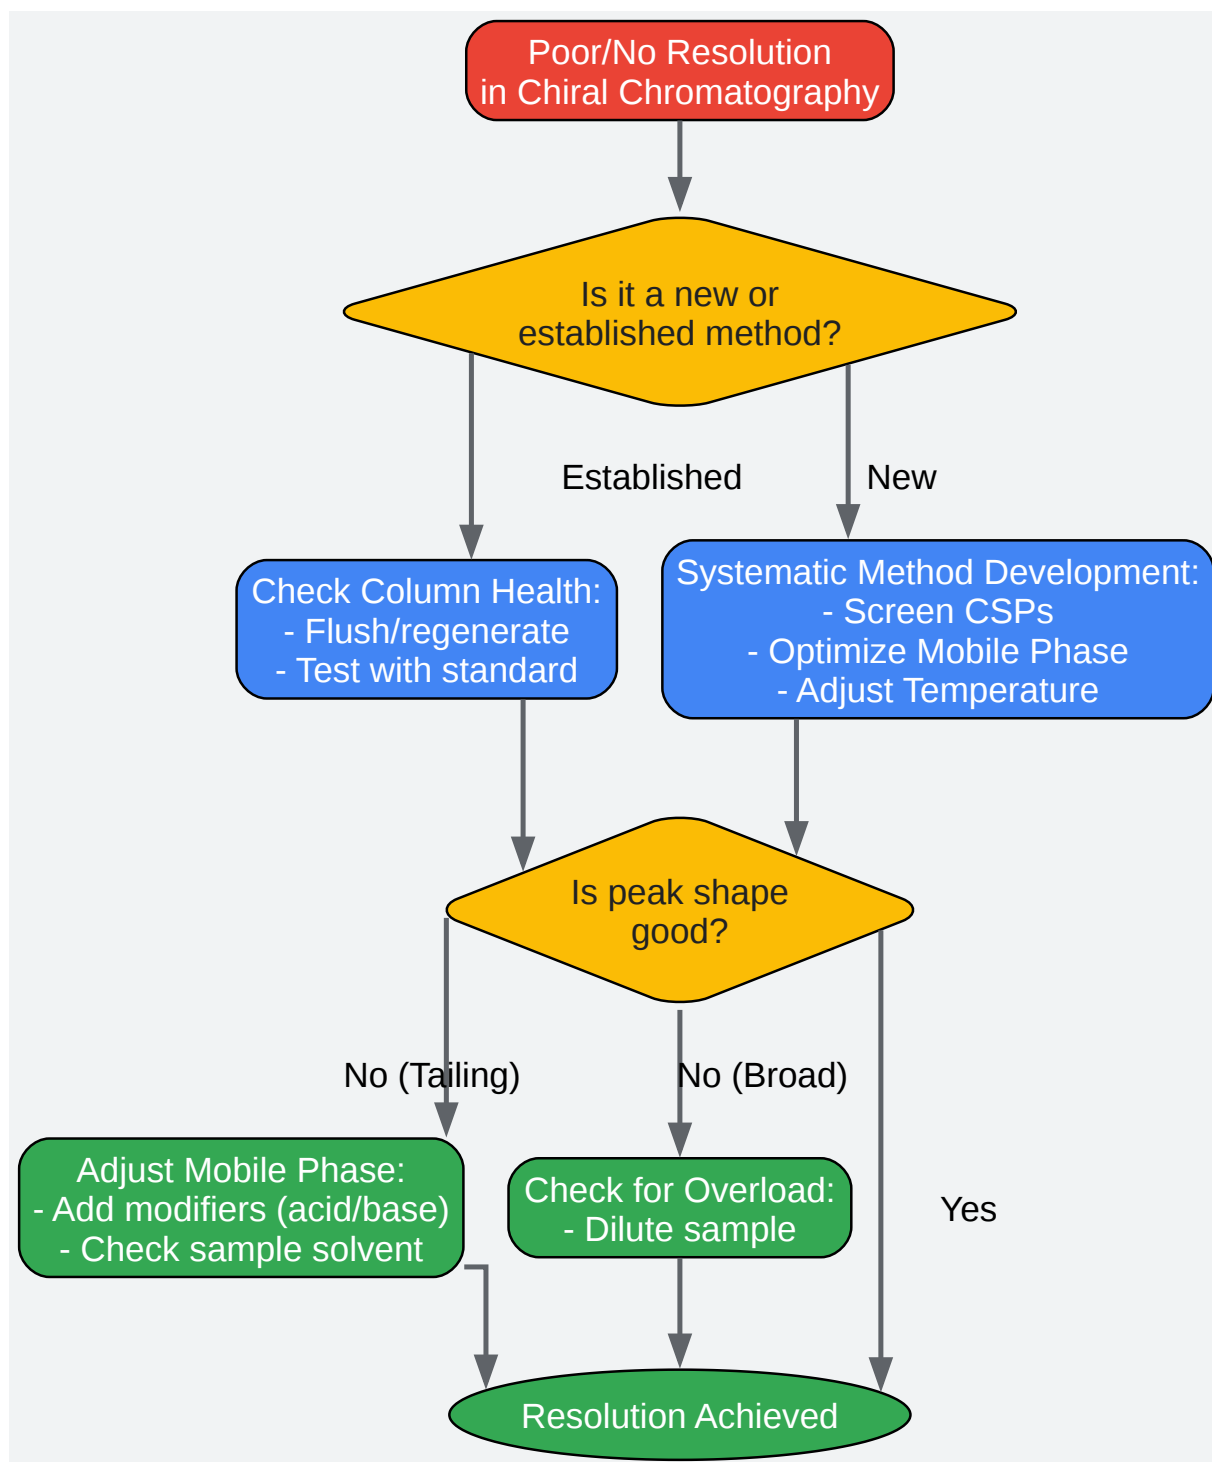 Poor/No Resolution
in Chiral Chromatography
Is it a new or
established method?
Established
New
Check Column Health:
- Flush/regenerate
- Test with standard
Systematic Method Development:
- Screen CSPs
- Optimize Mobile Phase
- Adjust Temperature
Is peak shape
good?
No (Tailing)
No (Broad)
Yes
Adjust Mobile Phase:
- Add modifiers (acid/base)
- Check sample solvent
Check for Overload:
- Dilute sample
Resolution Achieved